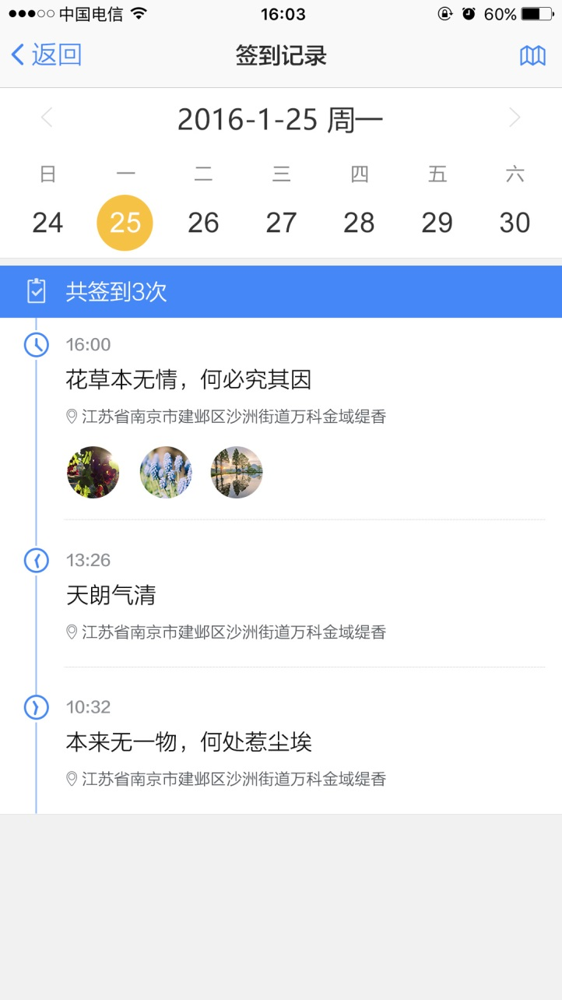 中国电信 16:03 60%
返回 签到记录
2016-1-25 周一
日 一 二 三 四 五 六
24 25 26 27 28 29 30
共签到3次
16:00
花草本无情，何必究其因
江苏省南京市建邺区沙洲街道万科金域缇香
13:26
天朗气清
江苏省南京市建邺区沙洲街道万科金域缇香
10:32
本来无一物，何处惹尘埃
江苏省南京市建邺区沙洲街道万科金域缇香